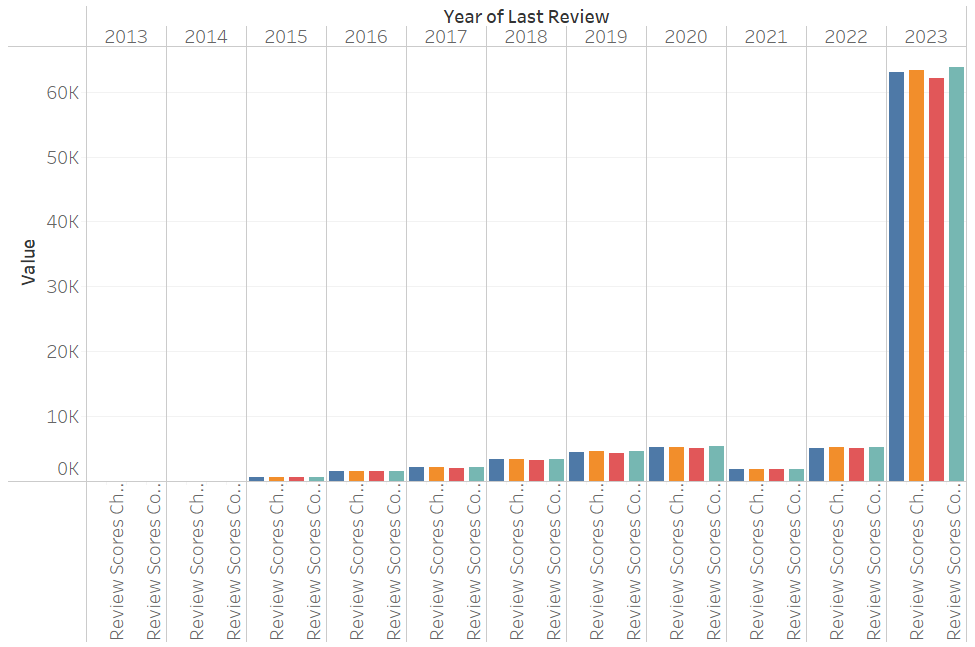 Year of Last Review
2013 2014 2015 2016 2017 2018 2019 2020 2021 2022 2023
60K
50K
40K
30K
20K
10K
0K
Value
Review Scores Ch..
Review Scores Co..
Review Scores Ch..
Review Scores Co..
Review Scores Ch..
Review Scores Co..
Review Scores Ch..
Review Scores Co..
Review Scores Ch..
Review Scores Co..
Review Scores Ch..
Review Scores Co..
Review Scores Ch..
Review Scores Co..
Review Scores Ch..
Review Scores Co..
Review Scores Ch..
Review Scores Co..
Review Scores Ch..
Review Scores Co..
Review Scores Ch..
Review Scores Co..